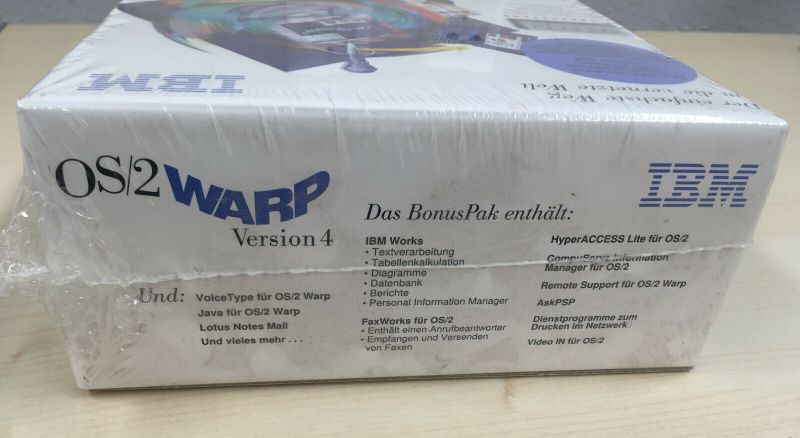 IBM
Der einfachste Weg
in die vernetzte Welt
OS/2 WARP
Version 4
IBM
Das BonusPak enthält:
IBM Works
• Textverarbeitung
• Tabellenkalkulation
• Diagramme
• Datenbank
• Berichte
• Personal Information Manager
FaxWorks für OS/2
• Enthält einen Anrufbeantworter
• Empfangen und Versenden
von Faxen
HyperACCESS Lite für OS/2
CompuServe Information
Manager für OS/2
Remote Support für OS/2 Warp
AskPSP
Dienstprogramme zum
Drucken im Netzwerk
Video IN für OS/2
Und: VoiceType für OS/2 Warp
Java für OS/2 Warp
Lotus Notes Mail
Und vieles mehr . . .